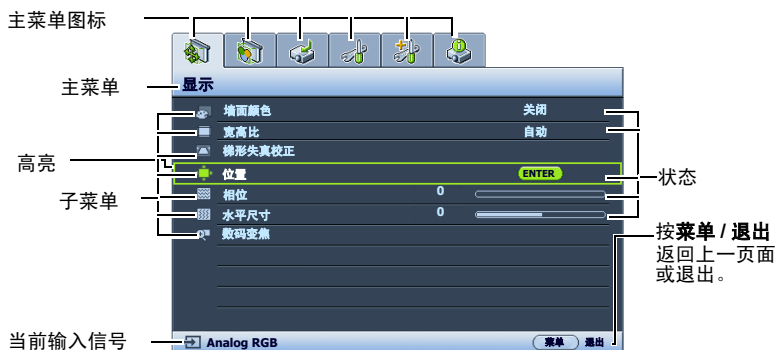 主菜单图标
主菜单
显示
墙面颜色 关闭
宽高比 自动
梯形失真校正
高亮
位置 ENTER
状态
子菜单
相位 0
水平尺寸 0
数码变焦
按菜单 / 退出
返回上一页面
或退出。
当前输入信号
Analog RGB 菜单 退出